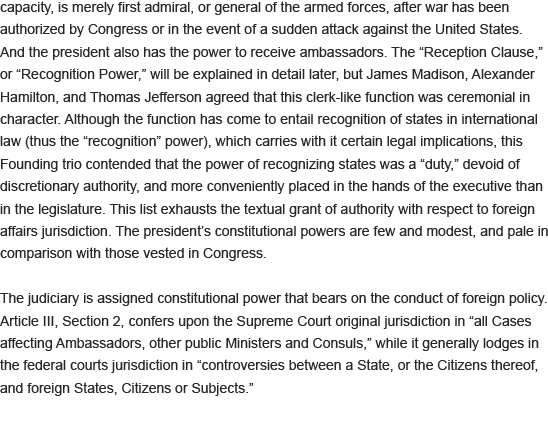 capacity, is merely first admiral, or general of the armed forces, after war has been
authorized by Congress or in the event of a sudden attack against the United States.
And the president also has the power to receive ambassadors. The “Reception Clause,”
or “Recognition Power,” will be explained in detail later, but James Madison, Alexander
Hamilton, and Thomas Jefferson agreed that this clerk-like function was ceremonial in
character. Although the function has come to entail recognition of states in international
law (thus the “recognition” power), which carries with it certain legal implications, this
Founding trio contended that the power of recognizing states was a “duty,” devoid of
discretionary authority, and more conveniently placed in the hands of the executive than
in the legislature. This list exhausts the textual grant of authority with respect to foreign
affairs jurisdiction. The president’s constitutional powers are few and modest, and pale in
comparison with those vested in Congress.
The judiciary is assigned constitutional power that bears on the conduct of foreign policy.
Article III, Section 2, confers upon the Supreme Court original jurisdiction in “all Cases
affecting Ambassadors, other public Ministers and Consuls,” while it generally lodges in
the federal courts jurisdiction in “controversies between a State, or the Citizens thereof,
and foreign States, Citizens or Subjects.”